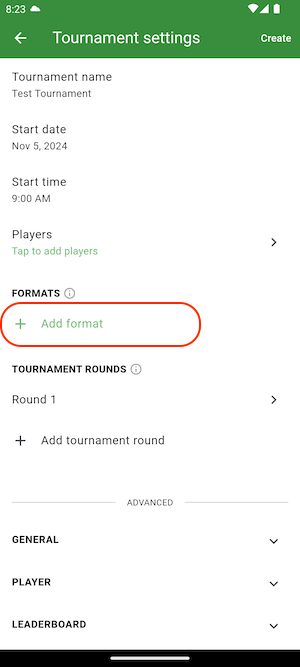 8:23
Tournament settings
Create
Tournament name
Test Tournament
Start date
Nov 5, 2024
Start time
9:00 AM
Players
Tap to add players
FORMATS
Add format
TOURNAMENT ROUNDS
Round 1
Add tournament round
ADVANCED
GENERAL
PLAYER
LEADERBOARD